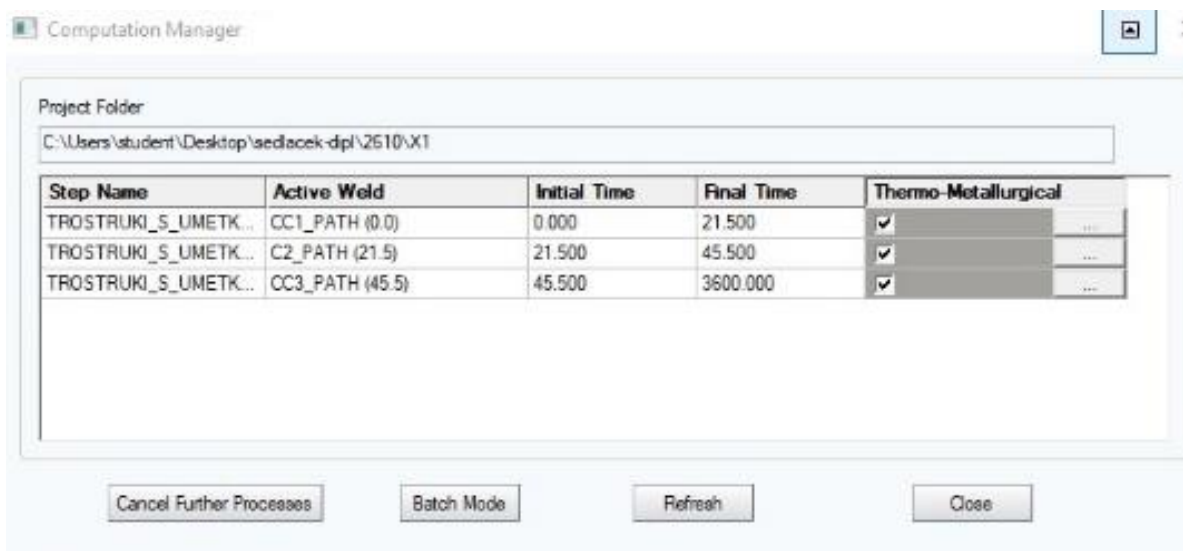 Computation Manager
Project Folder
C:\Users\student\Desktop\sedlacek-dipl\2610\X1
Step Name Active Weld Initial Time Final Time Thermo-Metallurgical
TROSTRUKI_S_UMETK... CC1_PATH (0.0) 0.000 21.500 ...
TROSTRUKI_S_UMETK... C2_PATH (21.5) 21.500 45.500 ...
TROSTRUKI_S_UMETK... CC3_PATH (45.5) 45.500 3600.000 ...
Cancel Further Processes Batch Mode Refresh Close